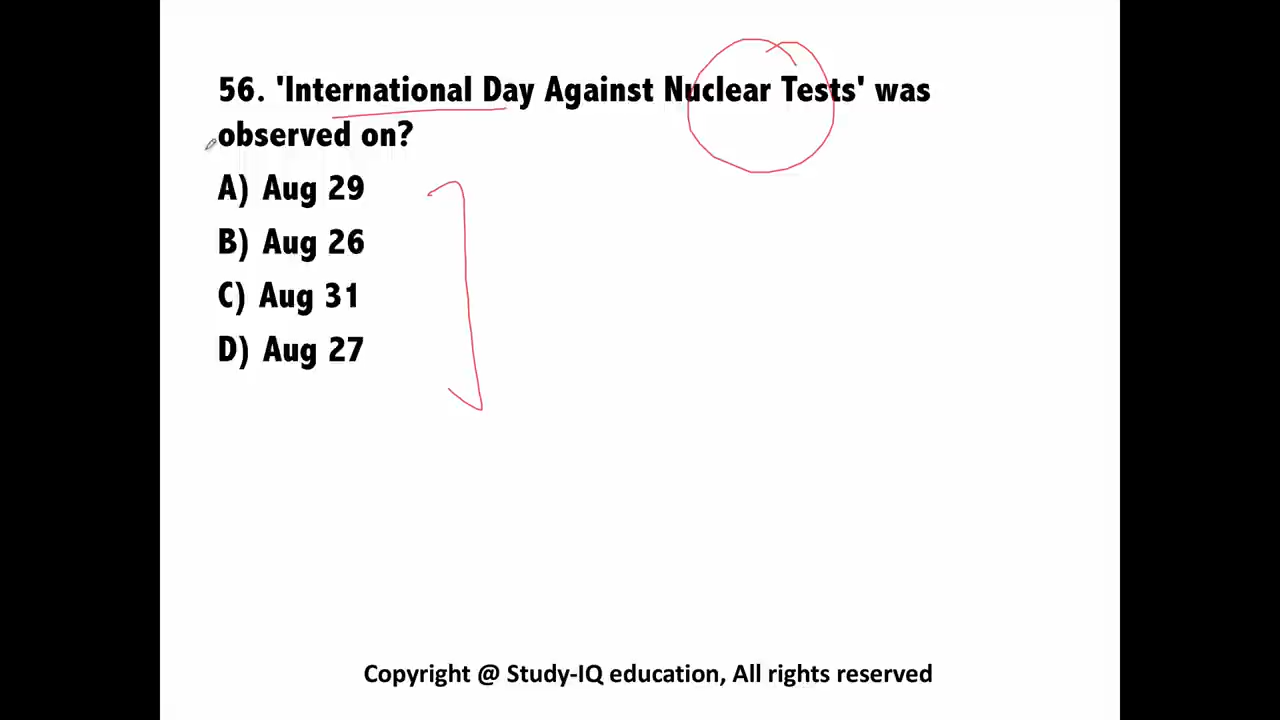 56. 'International Day Against Nuclear Tests' was
observed on?
A) Aug 29
B) Aug 26
C) Aug 31
D) Aug 27
Copyright @ Study-IQ education, All rights reserved